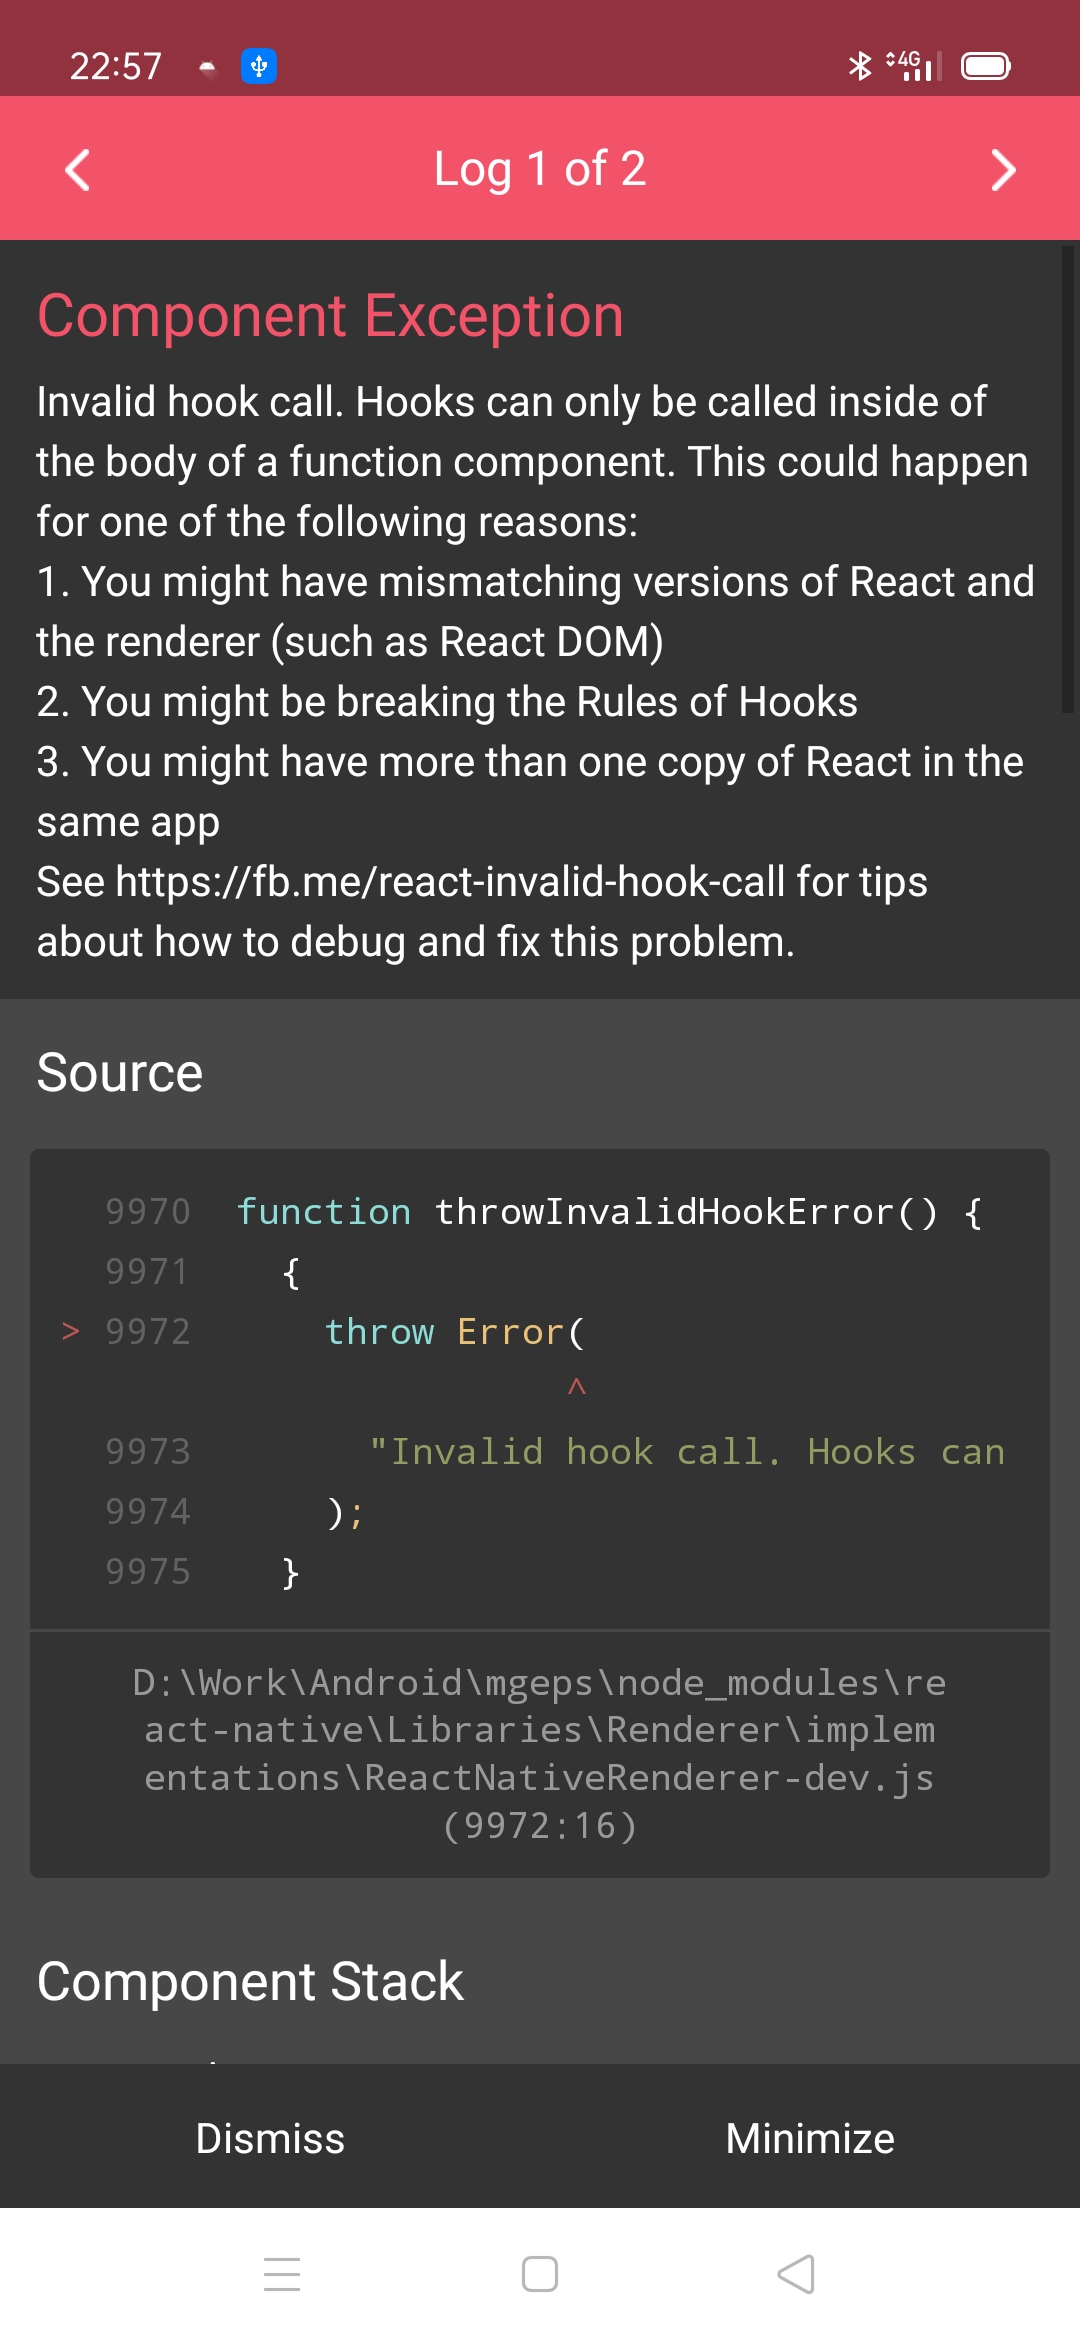 22:57
4G
Log 1 of 2
Component Exception
Invalid hook call. Hooks can only be called inside of
the body of a function component. This could happen
for one of the following reasons:
1. You might have mismatching versions of React and
the renderer (such as React DOM)
2. You might be breaking the Rules of Hooks
3. You might have more than one copy of React in the
same app
See https://fb.me/react-invalid-hook-call for tips
about how to debug and fix this problem.
Source
9970 function throwInvalidHookError() {
9971 {
> 9972 throw Error(
^
9973 "Invalid hook call. Hooks can
9974 );
9975 }
D:\Work\Android\mgeps\node_modules\re
act-native\Libraries\Renderer\implem
entations\ReactNativeRenderer-dev.js
(9972:16)
Component Stack
Dismiss Minimize